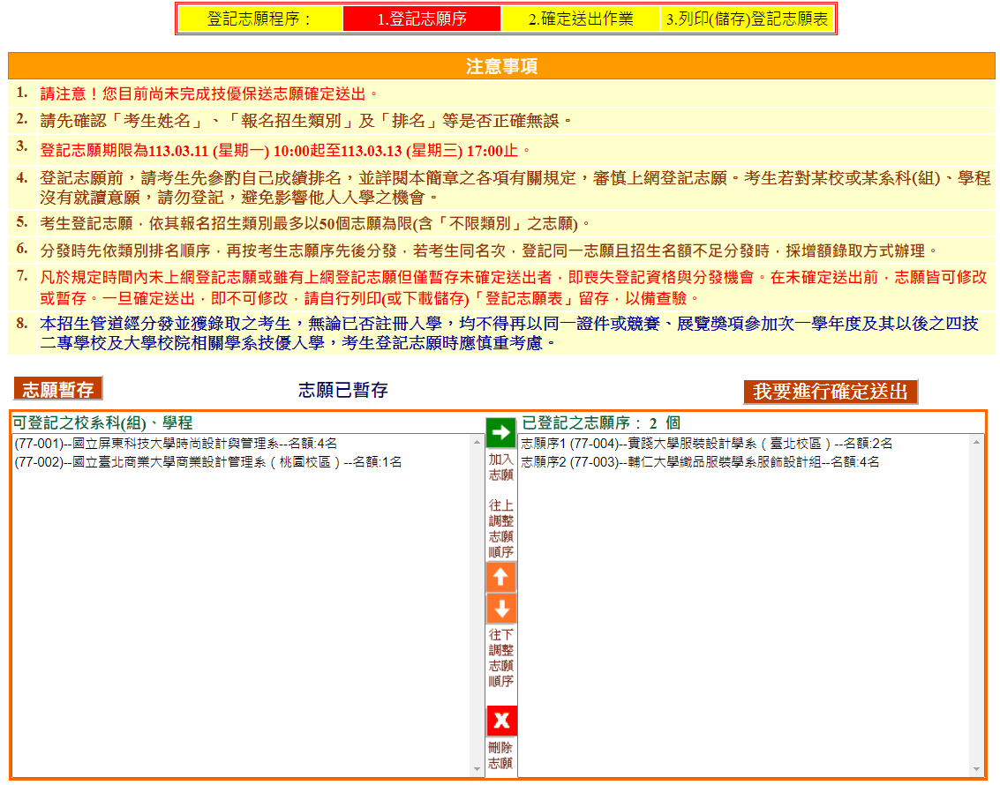 登記志願程序：
1.登記志願序
2.確定送出作業
3.列印(儲存)登記志願表
注意事項
1. 請注意！您目前尚未完成技優保送志願確定送出。
2. 請先確認「考生姓名」、「報名招生類別」及「排名」等是否正確無誤。
3. 登記志願期限為113.03.11 (星期一) 10:00起至113.03.13 (星期三) 17:00止。
4. 登記志願前，請考生先參酌自己成績排名，並詳閱本簡章之各項有關規定，審慎上網登記志願。考生若對某校或某系科(組)、學程
沒有就讀意願，請勿登記，避免影響他人入學之機會。
5. 考生登記志願，依其報名招生類別最多以50個志願為限(含「不限類別」之志願)。
6. 分發時先依類別排名順序，再按考生志願序先後分發，若考生同名次，登記同一志願且招生名額不足分發時，採增額錄取方式辦理。
7. 凡於規定時間內未上網登記志願或雖有上網登記志願但僅暫存未確定送出者，即喪失登記資格與分發機會。在未確定送出前，志願皆可修改
或暫存。一旦確定送出，即不可修改，請自行列印(或下載儲存)「登記志願表」留存，以備查驗。
8. 本招生管道經分發並獲錄取之考生，無論已否註冊入學，均不得再以同一證件或競賽、展覽獎項參加次一學年度及其以後之四技
二專學校及大學校院相關學系技優入學，考生登記志願時應慎重考慮。
志願暫存
志願已暫存
我要進行確定送出
可登記之校系科(組)、學程
(77-001)--國立屏東科技大學時尚設計與管理系--名額:4名
(77-002)--國立臺北商業大學商業設計管理系（桃園校區）--名額:1名
加入
志願
往上
調整
志願
順序
往下
調整
志願
順序
X
刪除
志願
已登記之志願序： 2 個
志願序1 (77-004)--實踐大學服裝設計學系（臺北校區）--名額:2名
志願序2 (77-003)--輔仁大學織品服裝學系服飾設計組--名額:4名